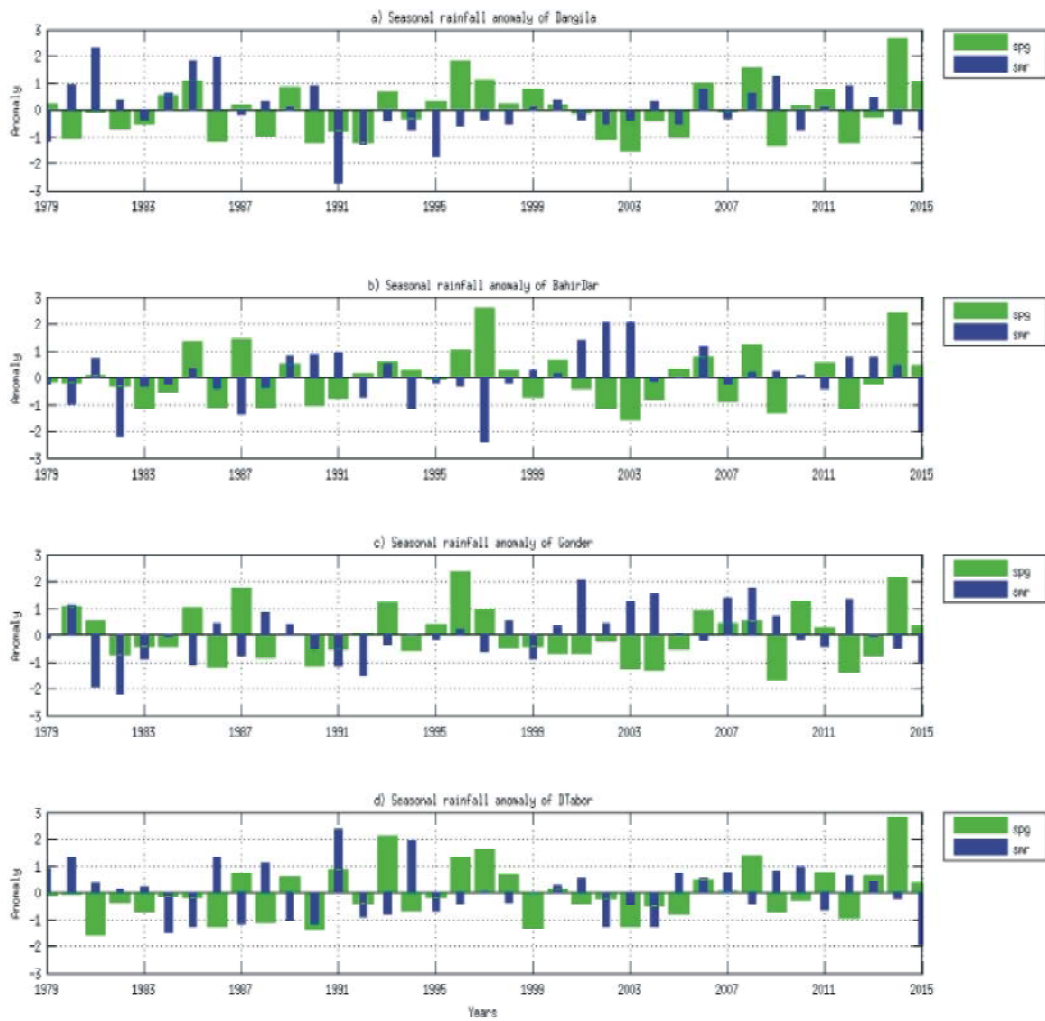 a) Seasonal rainfall anomaly of Dangila
3
2
1
0
-1
-2
-3
Anomaly
1979 1983 1987 1991 1995 1999 2003 2007 2011 2015
spg
smr
b) Seasonal rainfall anomaly of BahirDar
3
2
1
0
-1
-2
-3
Anomaly
1979 1983 1987 1991 1995 1999 2003 2007 2011 2015
spg
smr
c) Seasonal rainfall anomaly of Gonder
3
2
1
0
-1
-2
-3
Anomaly
1979 1983 1987 1991 1995 1999 2003 2007 2011 2015
spg
smr
d) Seasonal rainfall anomaly of DTabor
3
2
1
0
-1
-2
-3
Anomaly
1979 1983 1987 1991 1995 1999 2003 2007 2011 2015
Years
spg
smr